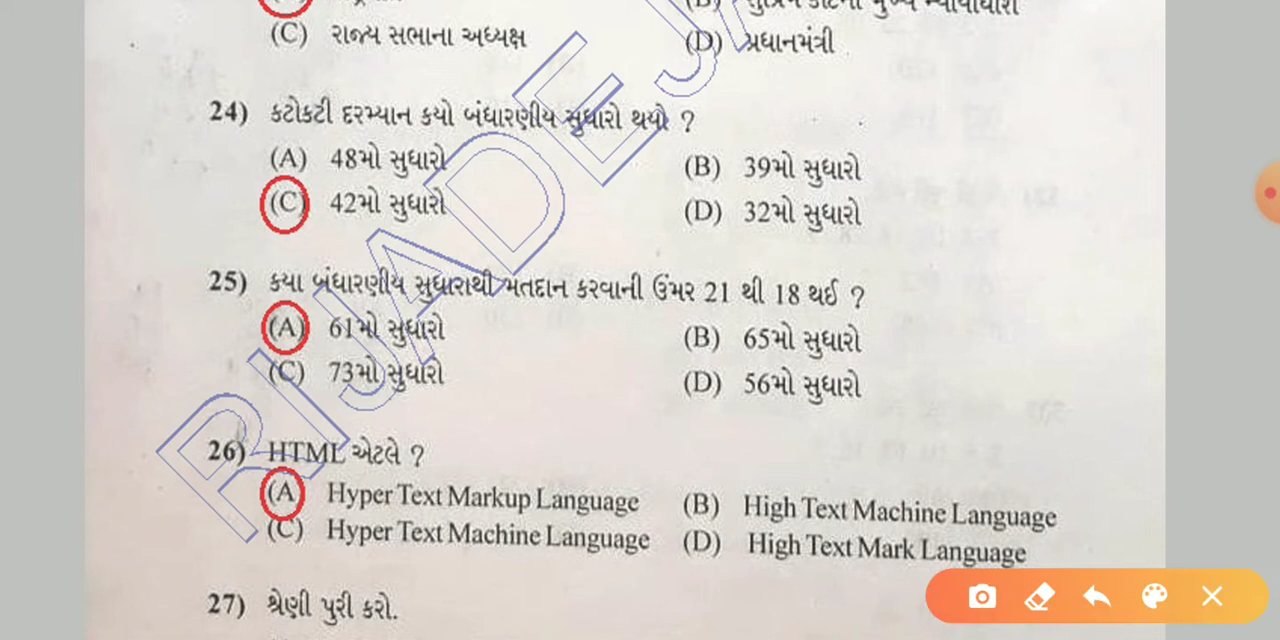 (C) રાજ્ય સભાના અધ્યક્ષ
(D) પ્રધાનમંત્રી
24) કટોકટી દરમ્યાન કયો બંધારણીય સુધારો થયો ?
(A) 48મો સુધારો
(B) 39મો સુધારો
(C) 42મો સુધારો
(D) 32મો સુધારો
25) કયા બંધારણીય સુધારાથી મતદાન કરવાની ઉંમર 21 થી 18 થઈ ?
(A) 61મો સુધારો
(B) 65મો સુધારો
(C) 73મો સુધારો
(D) 56મો સુધારો
26) HTML એટલે ?
(A) Hyper Text Markup Language
(B) High Text Machine Language
(C) Hyper Text Machine Language
(D) High Text Mark Language
27) શ્રેણી પુરી કરો.
RIJADEJA